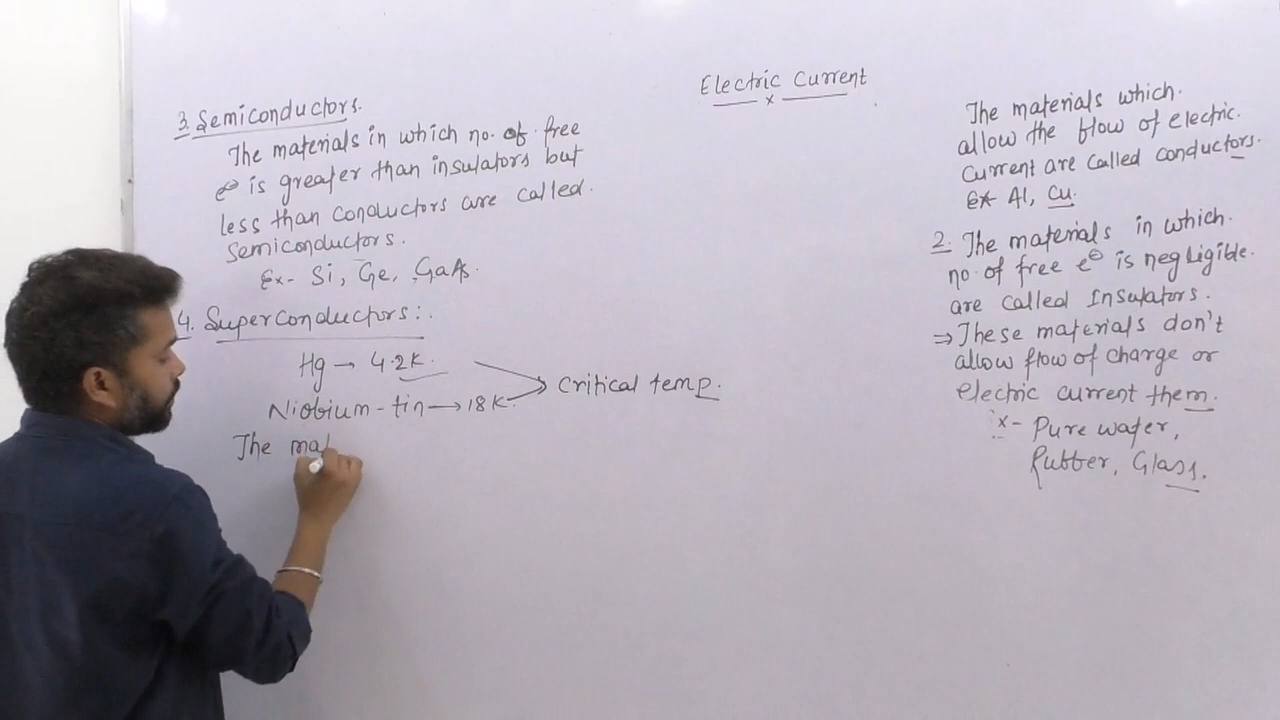 Electric Current
x
The materials which.
allow the flow of electric.
Current are called conductors.
Ex- Al, Cu.
2. The materials in which.
no. of free e⊖ is negligible.
are called Insulators.
⇒ These materials don't
allow flow of charge or
electric current them.
x- Pure water,
Rubber, Glass.
3. Semiconductors.
The materials in which no. of free
e⊖ is greater than insulators but
less than conductors are called.
Semiconductors.
Ex- Si, Ge, GaAs.
4. Superconductors:.
Hg → 4.2K.
Niobium-tin → 18K.
Critical temp.
The mat